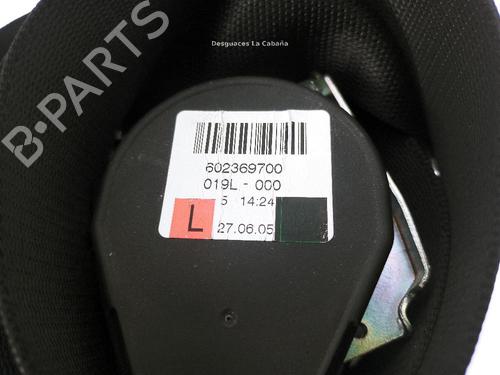 Desguaces La Cabaña
B-PARTS
602369700
019L - 000
5 14:24
L 27.06.05